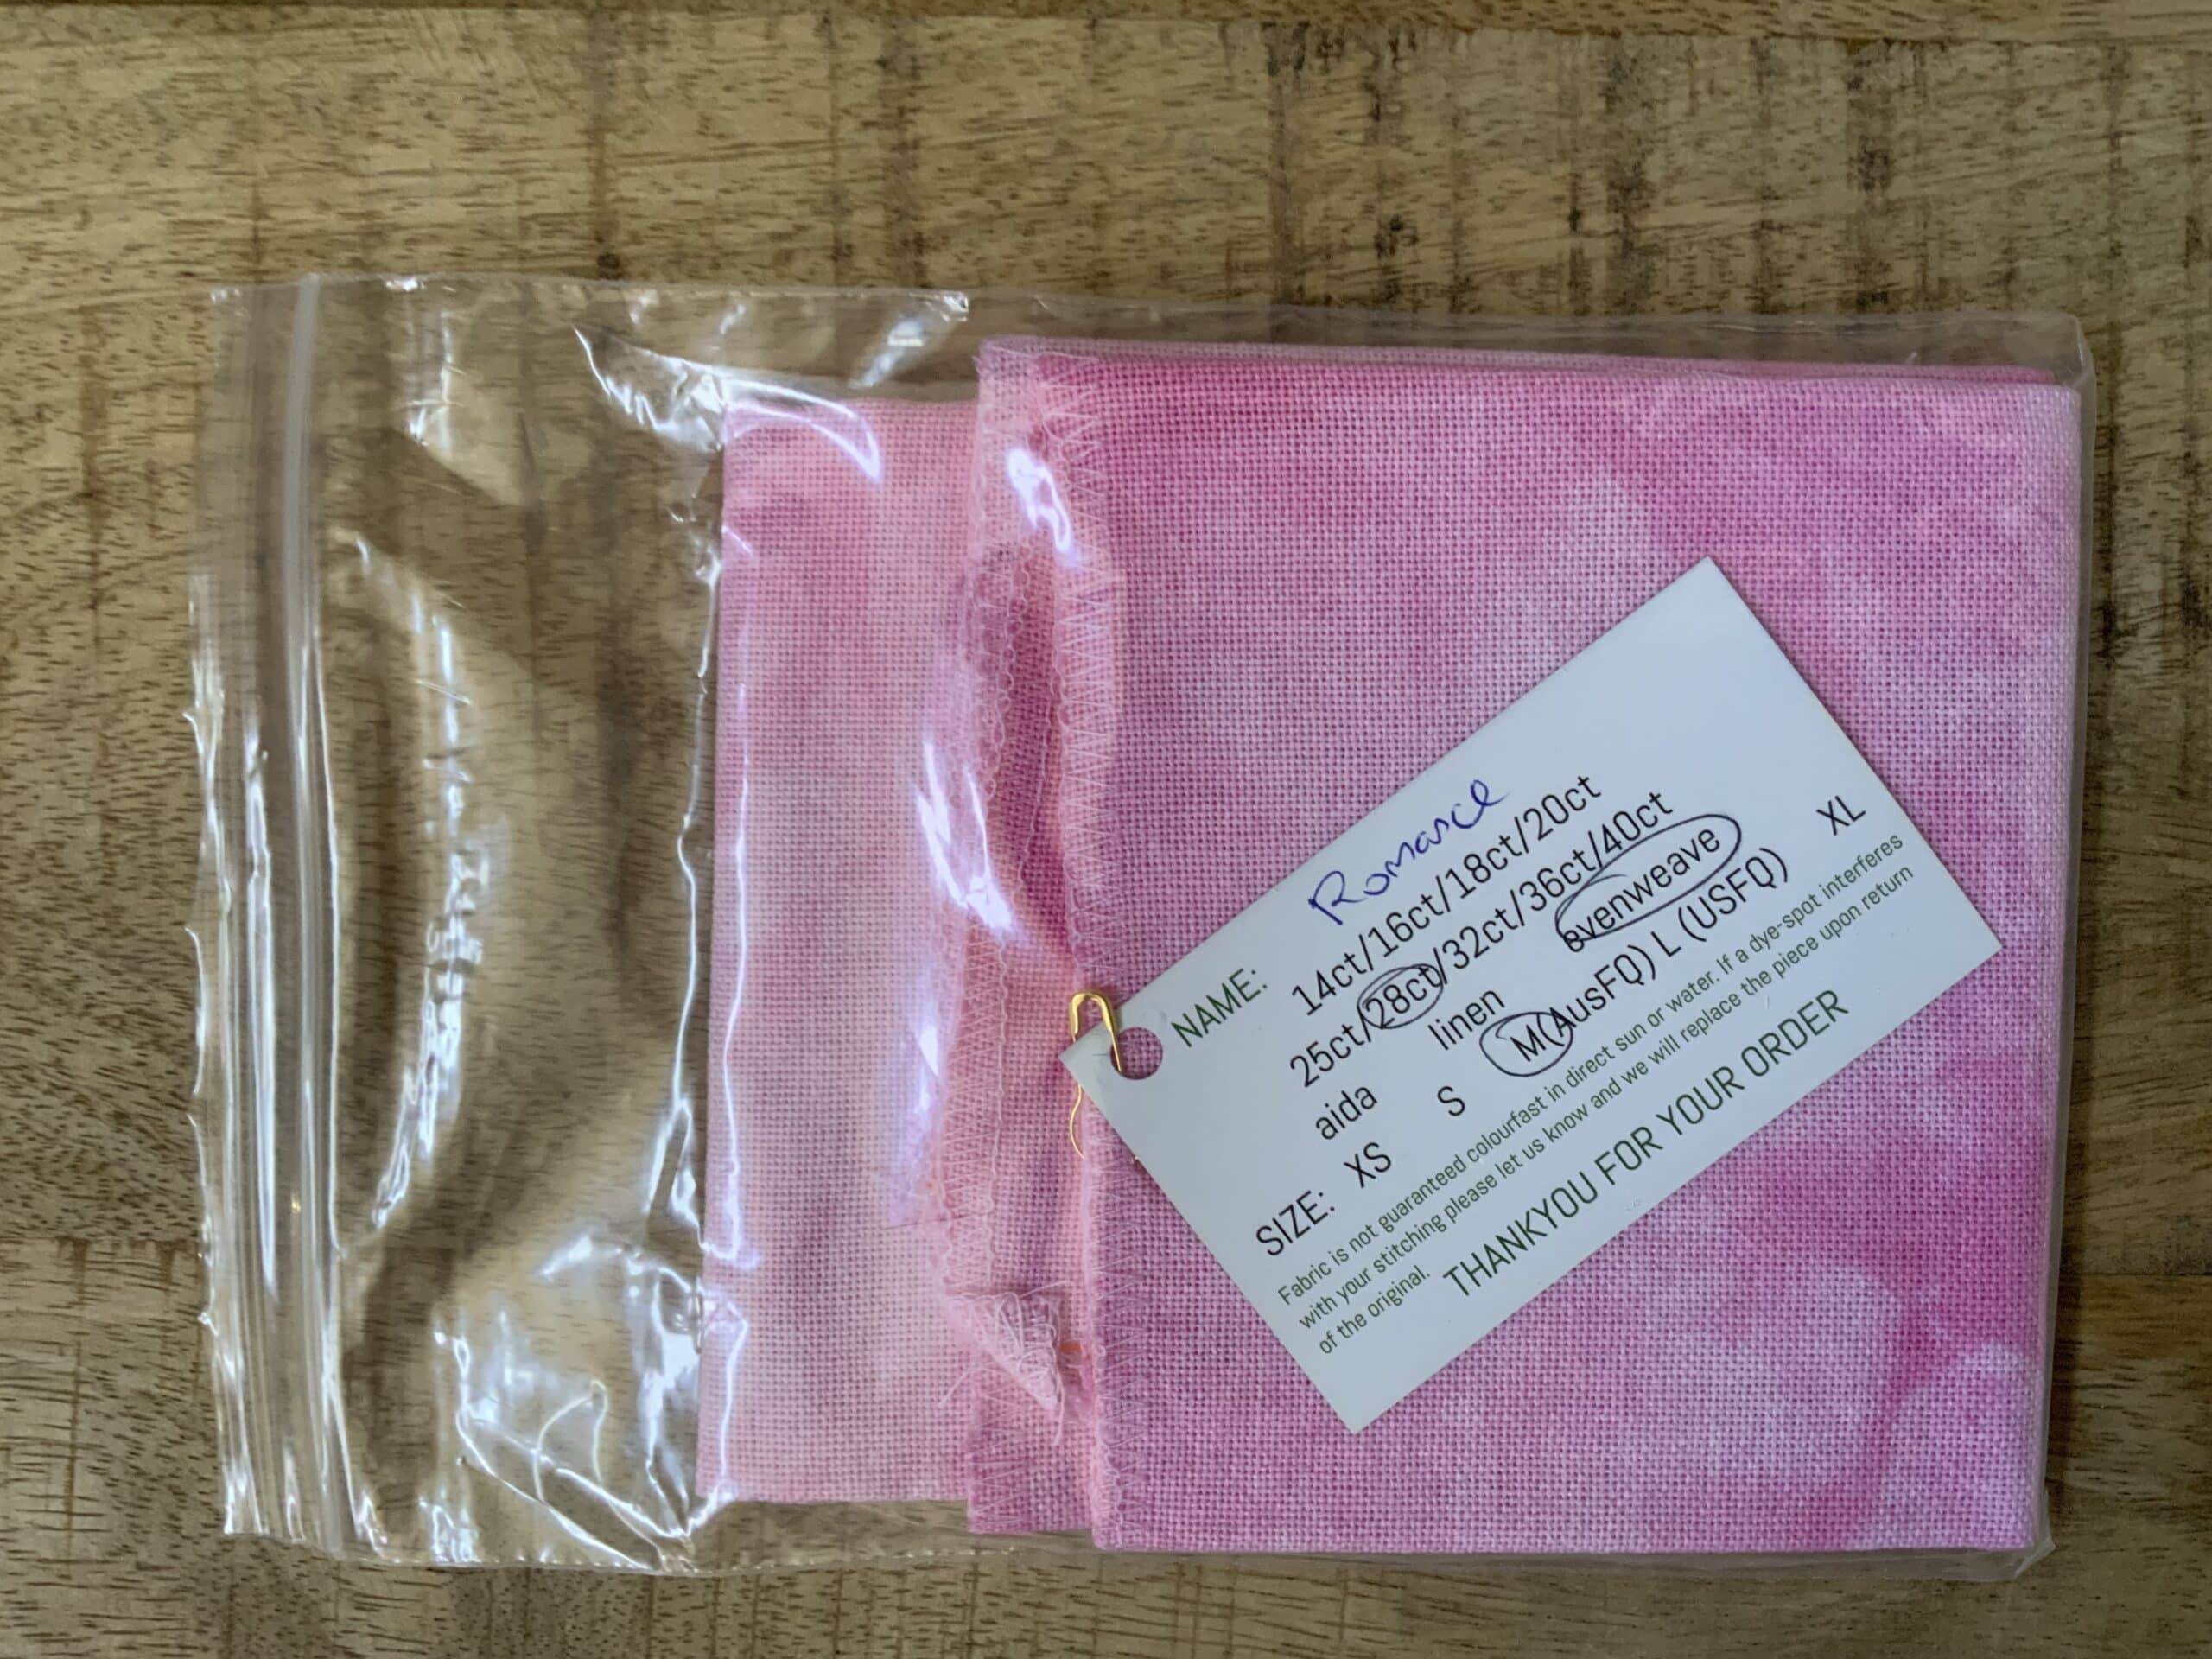 NAME: Romance
14ct/16ct/18ct/20ct
25ct/28ct/32ct/36ct/40ct
aida linen evenweave
SIZE: XS S M(AusFQ) L (USFQ) XL
Fabric is not guaranteed colourfast in direct sun or water. If a dye-spot interferes
with your stitching please let us know and we will replace the piece upon return
of the original.
THANKYOU FOR YOUR ORDER